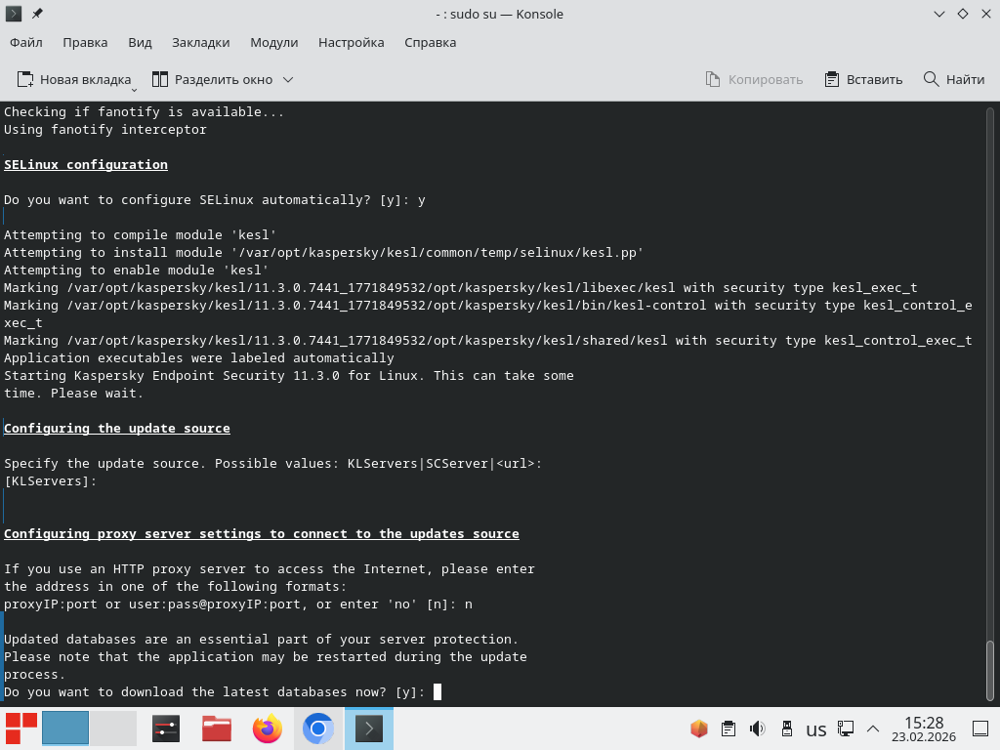 - : sudo su — Konsole
Файл Правка Вид Закладки Модули Настройка Справка
Новая вкладка Разделить окно Копировать Вставить Найти
Checking if fanotify is available...
Using fanotify interceptor
SELinux configuration
Do you want to configure SELinux automatically? [y]: y
Attempting to compile module 'kesl'
Attempting to install module '/var/opt/kaspersky/kesl/common/temp/selinux/kesl.pp'
Attempting to enable module 'kesl'
Marking /var/opt/kaspersky/kesl/11.3.0.7441_1771849532/opt/kaspersky/kesl/libexec/kesl with security type kesl_exec_t
Marking /var/opt/kaspersky/kesl/11.3.0.7441_1771849532/opt/kaspersky/kesl/bin/kesl-control with security type kesl_control_e
xec_t
Marking /var/opt/kaspersky/kesl/11.3.0.7441_1771849532/opt/kaspersky/kesl/shared/kesl with security type kesl_control_exec_t
Application executables were labeled automatically
Starting Kaspersky Endpoint Security 11.3.0 for Linux. This can take some
time. Please wait.
Configuring the update source
Specify the update source. Possible values: KLServers|SCServer|<url>:
[KLServers]:
Configuring proxy server settings to connect to the updates source
If you use an HTTP proxy server to access the Internet, please enter
the address in one of the following formats:
proxyIP:port or user:pass@proxyIP:port, or enter 'no' [n]: n
Updated databases are an essential part of your server protection.
Please note that the application may be restarted during the update
process.
Do you want to download the latest databases now? [y]:
us 15:28
23.02.2026